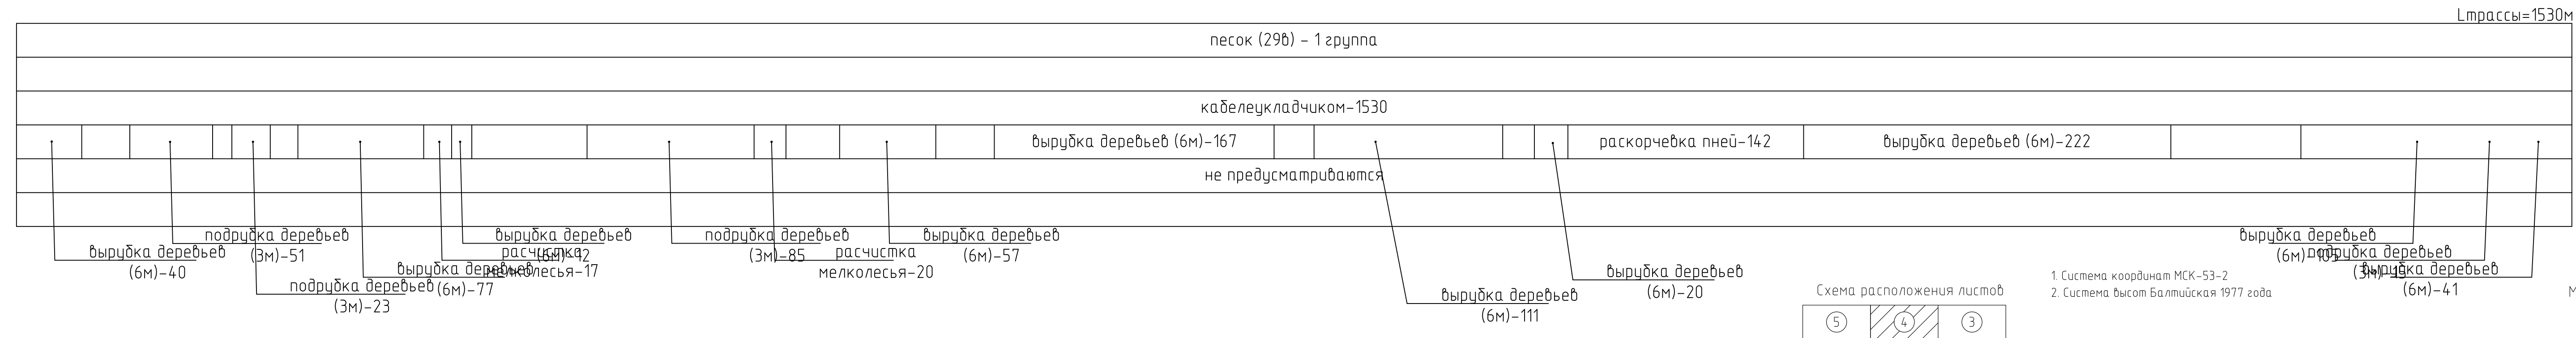 Lтрассы=1530м
песок (29в) - 1 группа
кабелеукладчиком-1530
вырубка деревьев (6м)-167
раскорчевка пней-142
вырубка деревьев (6м)-222
не предусматриваются
вырубка деревьев
(6м)-40
подрубка деревьев
(3м)-51
подрубка деревьев
(3м)-23
вырубка деревьев
(6м)-77
расчистка
мелколесья-17
вырубка деревьев
(6м)-12
подрубка деревьев
(3м)-85
расчистка
мелколесья-20
вырубка деревьев
(6м)-57
вырубка деревьев
(6м)-111
вырубка деревьев
(6м)-20
вырубка деревьев
(6м)-105
подрубка деревьев
вырубка деревьев
(6м)-41
Схема расположения листов
5
4
3
1. Система координат МСК-53-2
2. Система высот Балтийская 1977 года